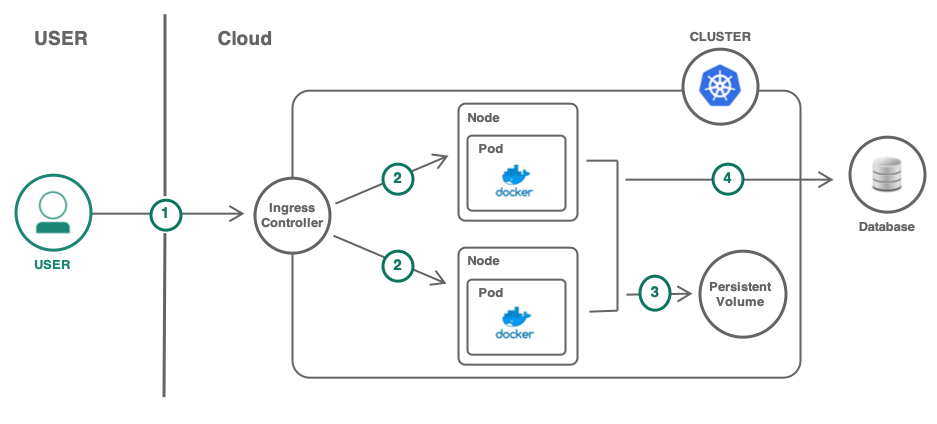 USER
Cloud
CLUSTER
Node
Pod
docker
2
4
1
Ingress
Controller
USER
Database
2
Node
Pod
docker
3
Persistent
Volume